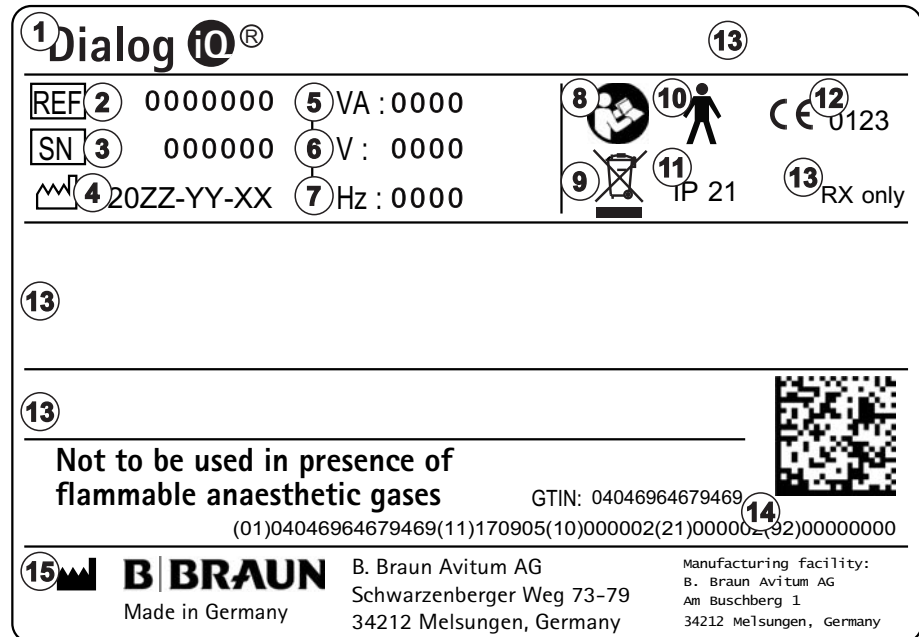 1 Dialog iQ ® 13
REF 2 0000000 5 VA : 0000 8 10 12 CE 0123
SN 3 000000 6 V : 0000 9 11 IP 21 13 RX only
4 20ZZ-YY-XX 7 Hz : 0000
13
13
Not to be used in presence of
flammable anaesthetic gases
GTIN: 04046964679469
14
(01)04046964679469(11)170905(10)000002(21)000002(92)00000000
15 B|BRAUN
Made in Germany
B. Braun Avitum AG
Schwarzenberger Weg 73-79
34212 Melsungen, Germany
Manufacturing facility:
B. Braun Avitum AG
Am Buschberg 1
34212 Melsungen, Germany